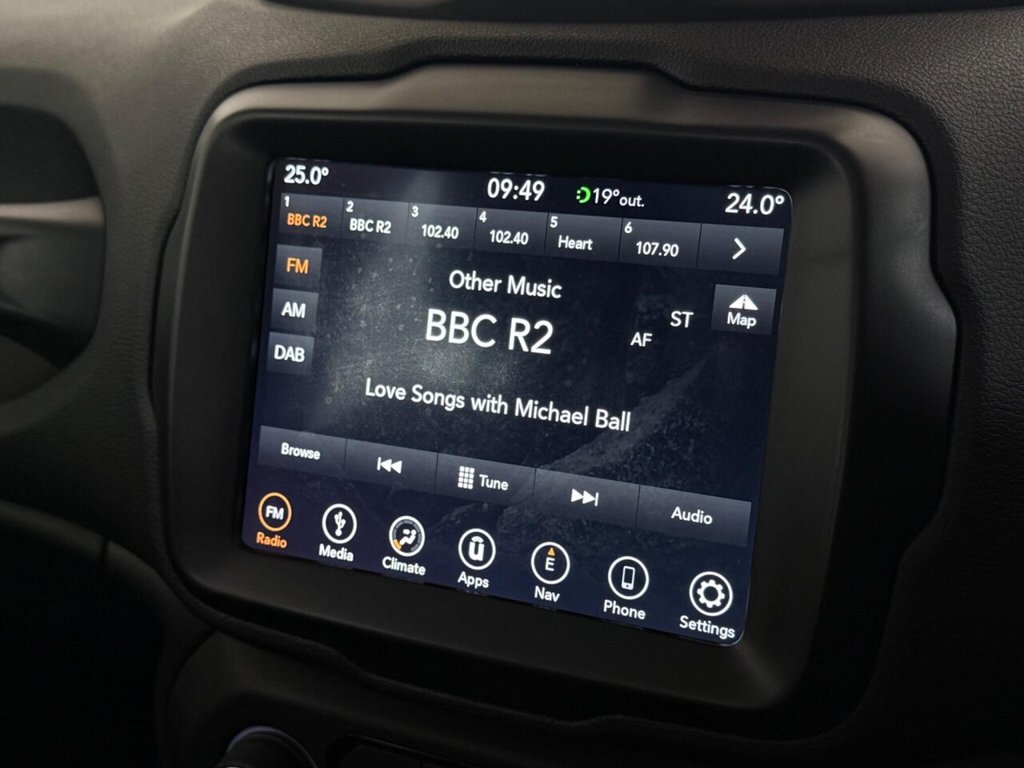 25.0° 09:49 19°out. 24.0°
1 2 3 4 5 6
BBC R2 BBC R2 102.40 102.40 Heart 107.90
FM
AM
DAB
Other Music
BBC R2
AF ST
Map
Love Songs with Michael Ball
Browse Tune Audio
FM E
Radio Media Climate Apps Nav Phone Settings